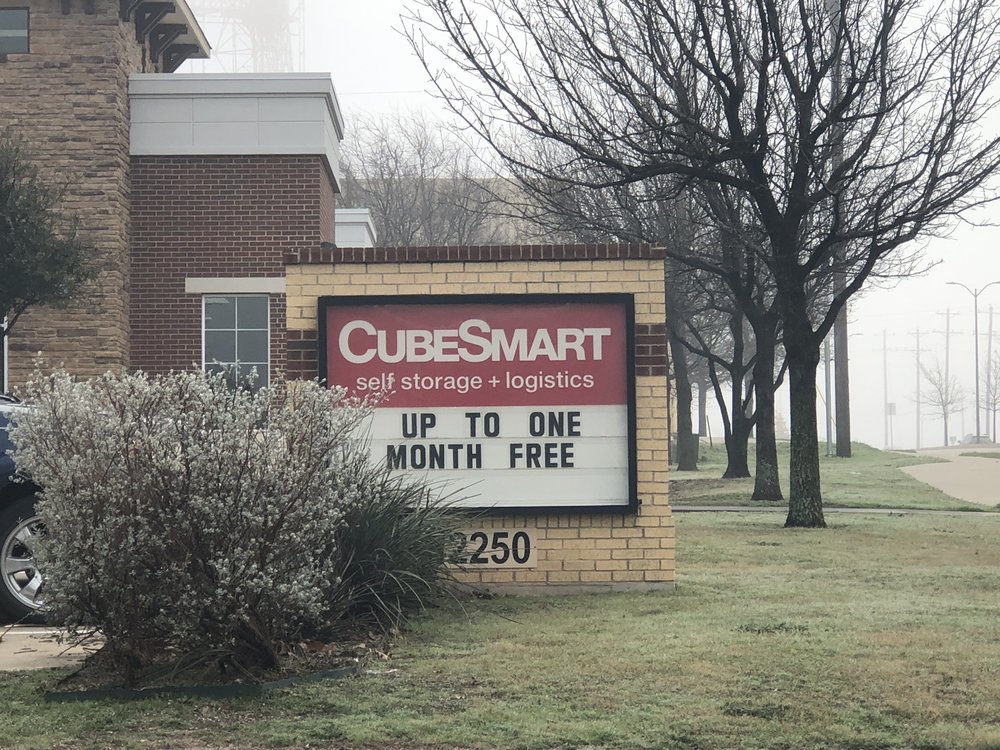 CUBESMART
self storage + logistics
UP TO ONE
MONTH FREE
2250